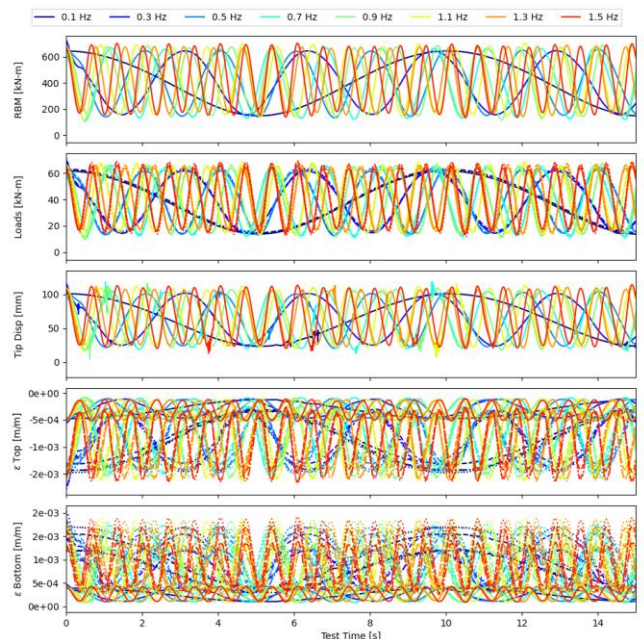 0.1 Hz 0.3 Hz 0.5 Hz 0.7 Hz 0.9 Hz 1.1 Hz 1.3 Hz 1.5 Hz
RBM [kN-m]
600
400
200
0
Loads [kN-m]
60
40
20
0
Tip Disp [mm]
100
50
0
ε Top [m/m]
0e+00
-5e-04
-1e-03
-2e-03
ε Bottom [m/m]
2e-03
1e-03
5e-04
0e+00
0 2 4 6 8 10 12 14
Test Time [s]